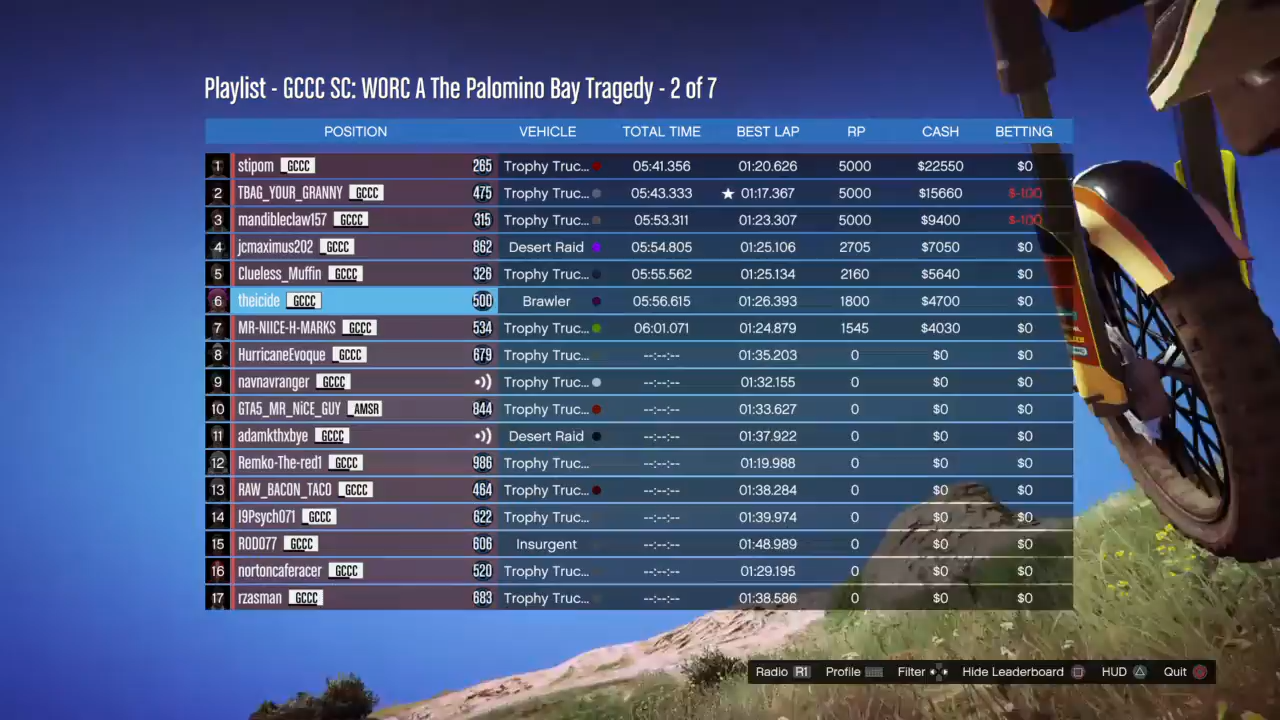 Playlist - GCCC SC: WORC A The Palomino Bay Tragedy - 2 of 7
POSITION VEHICLE TOTAL TIME BEST LAP RP CASH BETTING
1 stipom GCCC 265 Trophy Truc... 05:41.356 01:20.626 5000 $22550 $0
2 TBAG_YOUR_GRANNY GCCC 475 Trophy Truc... 05:43.333 01:17.367 5000 $15660 $-100
3 mandibleclaw157 GCCC 315 Trophy Truc... 05:53.311 01:23.307 5000 $9400 $-100
4 jcmaximus202 GCCC 862 Desert Raid 05:54.805 01:25.106 2705 $7050 $0
5 Clueless_Muffin GCCC 326 Trophy Truc... 05:55.562 01:25.134 2160 $5640 $0
6 theicide GCCC 500 Brawler 05:56.615 01:26.393 1800 $4700 $0
7 MR-NIICE-H-MARKS GCCC 534 Trophy Truc... 06:01.071 01:24.879 1545 $4030 $0
8 HurricaneEvoque GCCC 679 Trophy Truc... --:--:-- 01:35.203 0 $0 $0
9 navnavranger GCCC Trophy Truc... --:--:-- 01:32.155 0 $0 $0
10 GTA5_MR_NiCE_GUY AMSR 844 Trophy Truc... --:--:-- 01:33.627 0 $0 $0
11 adamkthxbye GCCC Desert Raid --:--:-- 01:37.922 0 $0 $0
12 Remko-The-red1 GCCC 986 Trophy Truc... --:--:-- 01:19.988 0 $0 $0
13 RAW_BACON_TACO GCCC 464 Trophy Truc... --:--:-- 01:38.284 0 $0 $0
14 I9Psych071 GCCC 622 Trophy Truc... --:--:-- 01:39.974 0 $0 $0
15 ROD077 GCCC 606 Insurgent --:--:-- 01:48.989 0 $0 $0
16 nortoncaferacer GCCC 520 Trophy Truc... --:--:-- 01:29.195 0 $0 $0
17 rzasman GCCC 683 Trophy Truc... --:--:-- 01:38.586 0 $0 $0
Radio R1 Profile Filter Hide Leaderboard HUD Quit